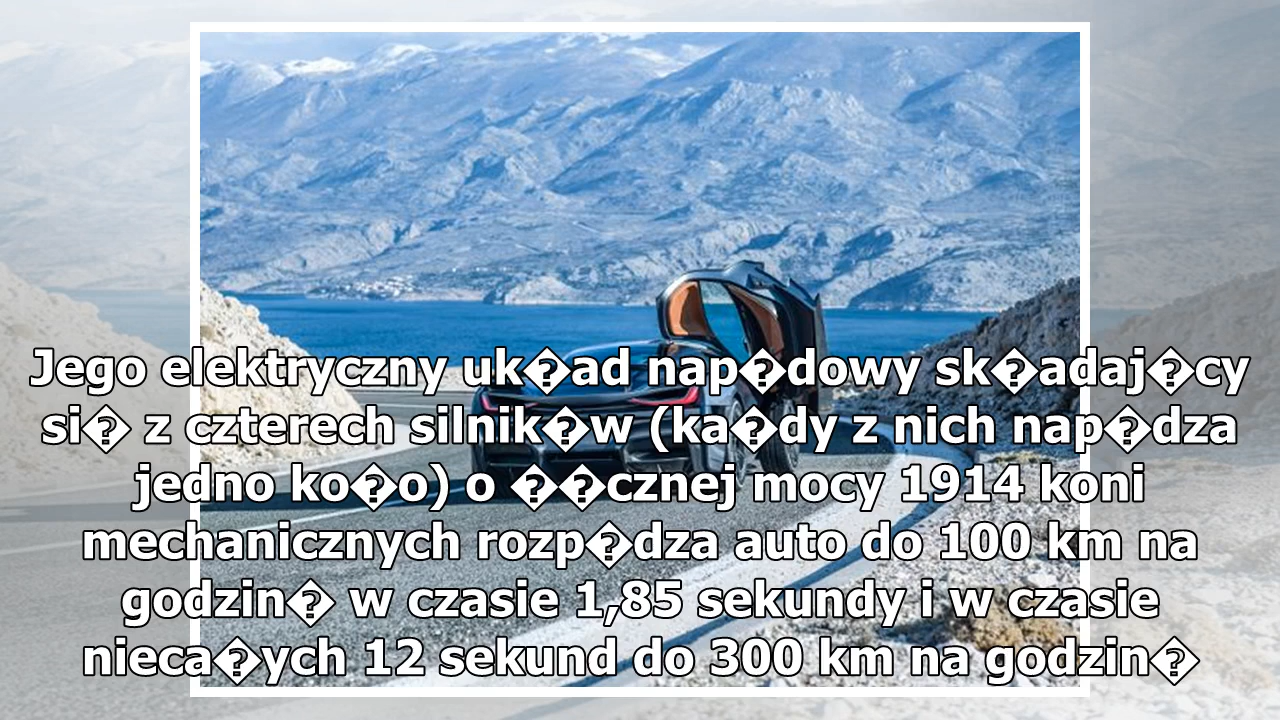 Jego elektryczny uk�ad nap�dowy sk�adaj�cy
si� z czterech silnik�w (ka�dy z nich nap�dza
jedno ko�o) o ��cznej mocy 1914 koni
mechanicznych rozp�dza auto do 100 km na
godzin� w czasie 1,85 sekundy i w czasie
nieca�ych 12 sekund do 300 km na godzin�